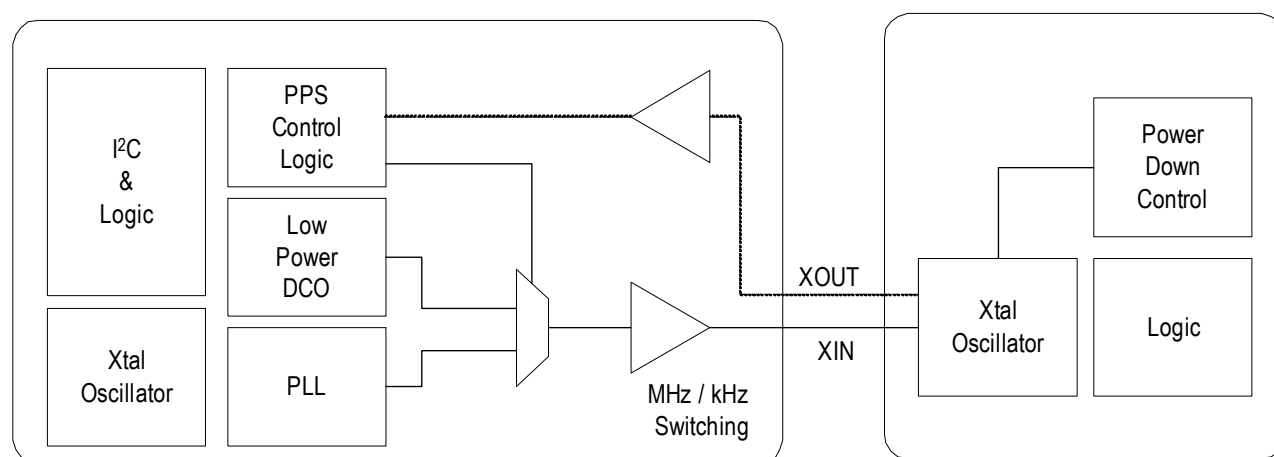 I²C
&
Logic
PPS
Control
Logic
Low
Power
DCO
Xtal
Oscillator
PLL
MHz / kHz
Switching
XOUT
XIN
Power
Down
Control
Xtal
Oscillator
Logic